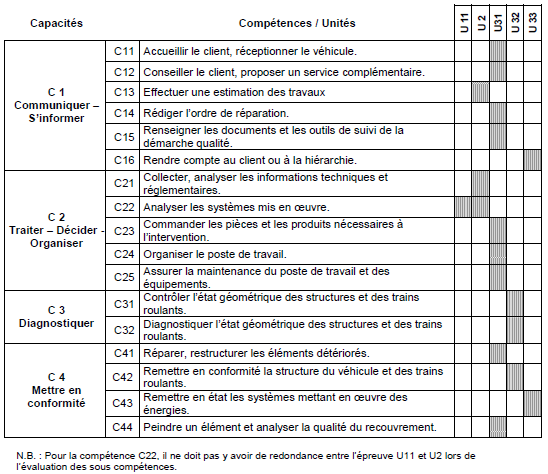 Capacités
Compétences / Unités
U 11
U 2
U31
U 32
U 33
C 1
Communiquer –
S'informer
C11
Accueillir le client, réceptionner le véhicule.
C12
Conseiller le client, proposer un service complémentaire.
C13
Effectuer une estimation des travaux
C14
Rédiger l'ordre de réparation.
C15
Renseigner les documents et les outils de suivi de la
démarche qualité.
C16
Rendre compte au client ou à la hiérarchie.
C 2
Traiter – Décider -
Organiser
C21
Collecter, analyser les informations techniques et
réglementaires.
C22
Analyser les systèmes mis en œuvre.
C23
Commander les pièces et les produits nécessaires à
l'intervention.
C24
Organiser le poste de travail.
C25
Assurer la maintenance du poste de travail et des
équipements.
C 3
Diagnostiquer
C31
Contrôler l'état géométrique des structures et des trains
roulants.
C32
Diagnostiquer l'état géométrique des structures et des trains
roulants.
C 4
Mettre en
conformité
C41
Réparer, restructurer les éléments détériorés.
C42
Remettre en conformité la structure du véhicule et des trains
roulants.
C43
Remettre en état les systèmes mettant en œuvre des
énergies.
C44
Peindre un élément et analyser la qualité du recouvrement.
N.B. : Pour la compétence C22, il ne doit pas y avoir de redondance entre l'épreuve U11 et U2 lors de
l'évaluation des sous compétences.